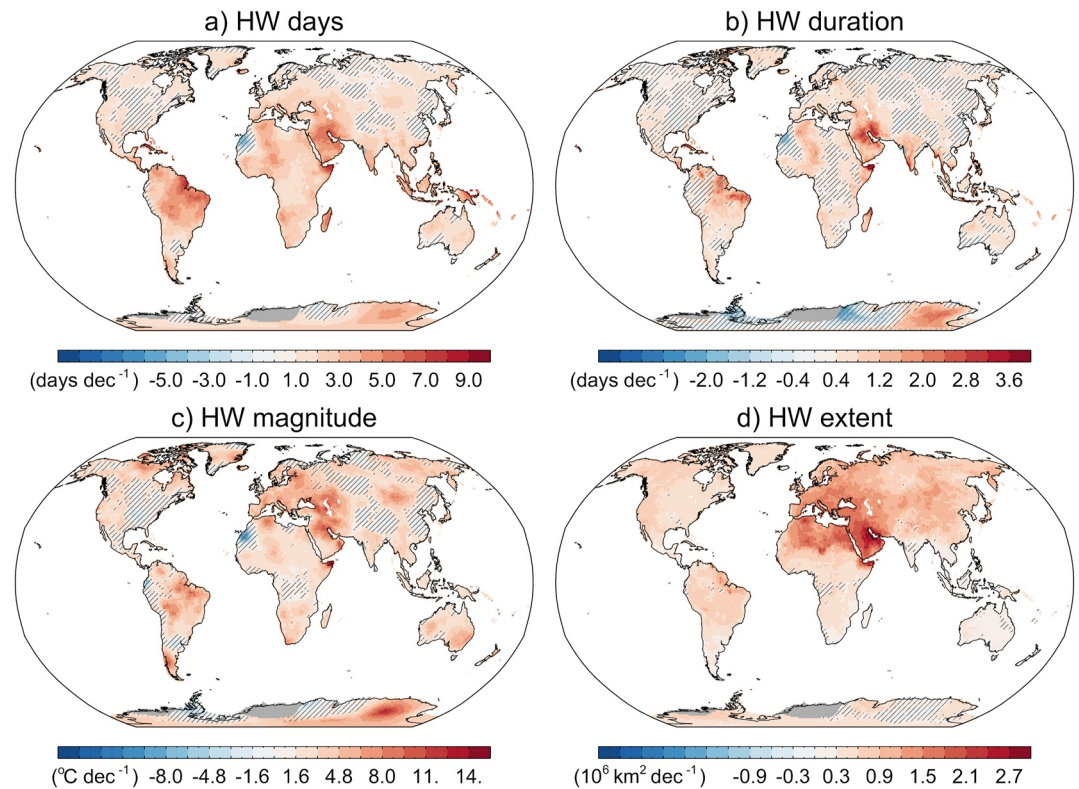 a) HW days
b) HW duration
(days dec⁻¹) -5.0 -3.0 -1.0 1.0 3.0 5.0 7.0 9.0
(days dec⁻¹) -2.0 -1.2 -0.4 0.4 1.2 2.0 2.8 3.6
c) HW magnitude
d) HW extent
(°C dec⁻¹) -8.0 -4.8 -1.6 1.6 4.8 8.0 11. 14.
(10⁶ km² dec⁻¹) -0.9 -0.3 0.3 0.9 1.5 2.1 2.7